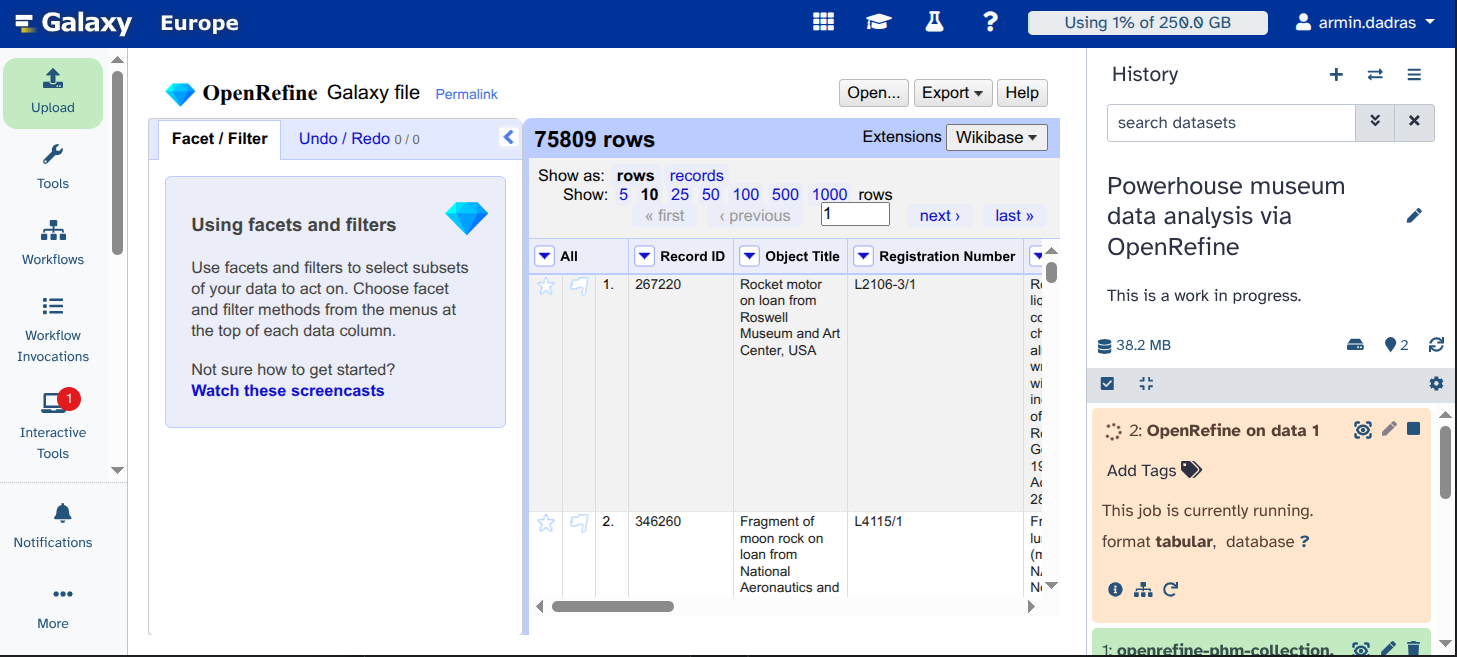 Galaxy Europe
Using 1% of 250.0 GB
armin.dadras
Upload
Tools
Workflows
Workflow
Invocations
1
Interactive
Tools
Notifications
More
OpenRefine Galaxy file Permalink
Open... Export Help
Facet / Filter Undo / Redo 0 / 0
Using facets and filters
Use facets and filters to select subsets
of your data to act on. Choose facet
and filter methods from the menus at
the top of each data column.
Not sure how to get started?
Watch these screencasts
75809 rows
Extensions Wikibase
Show as: rows records
Show: 5 10 25 50 100 500 1000 rows
« first ‹ previous 1 next › last »
All Record ID Object Title Registration Number
1. 267220 Rocket motor L2106-3/1
on loan from
Roswell
Museum and Art
Center, USA
2. 346260 Fragment of L4115/1
moon rock on
loan from
National
Aeronautics and
History
search datasets
Powerhouse museum
data analysis via
OpenRefine
This is a work in progress.
38.2 MB 2
2: OpenRefine on data 1
Add Tags
This job is currently running.
format tabular, database ?
1: openrefine-phm-collection.